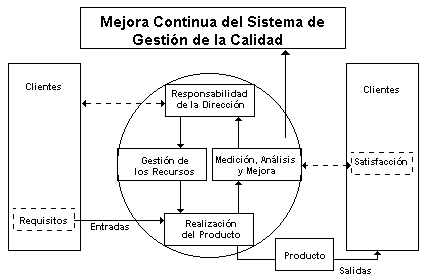 Mejora Continua del Sistema de
Gestión de la Calidad
Clientes
Responsabilidad
de la Dirección
Clientes
Gestión de
los Recursos
Medición, Análisis
y Mejora
Satisfacción
Requisitos
Entradas
Realización
del Producto
Producto
Salidas